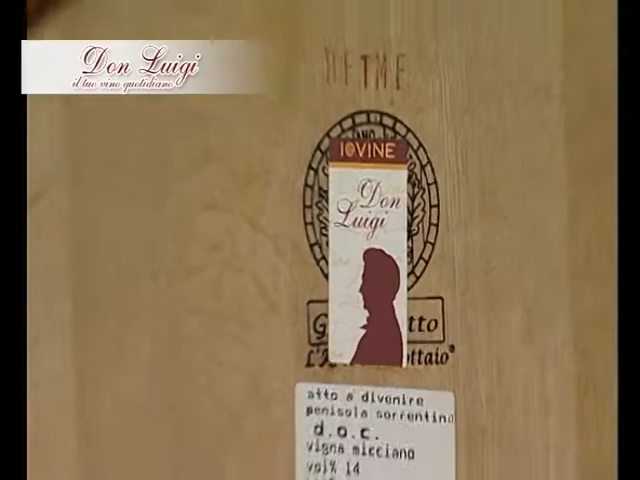 Don Luigi
il tuo vino quotidiano
IOVINE
Don
Luigi
atto a divenire
penisola sorrentina
d.o.c.
vigna micciano
vol% 14